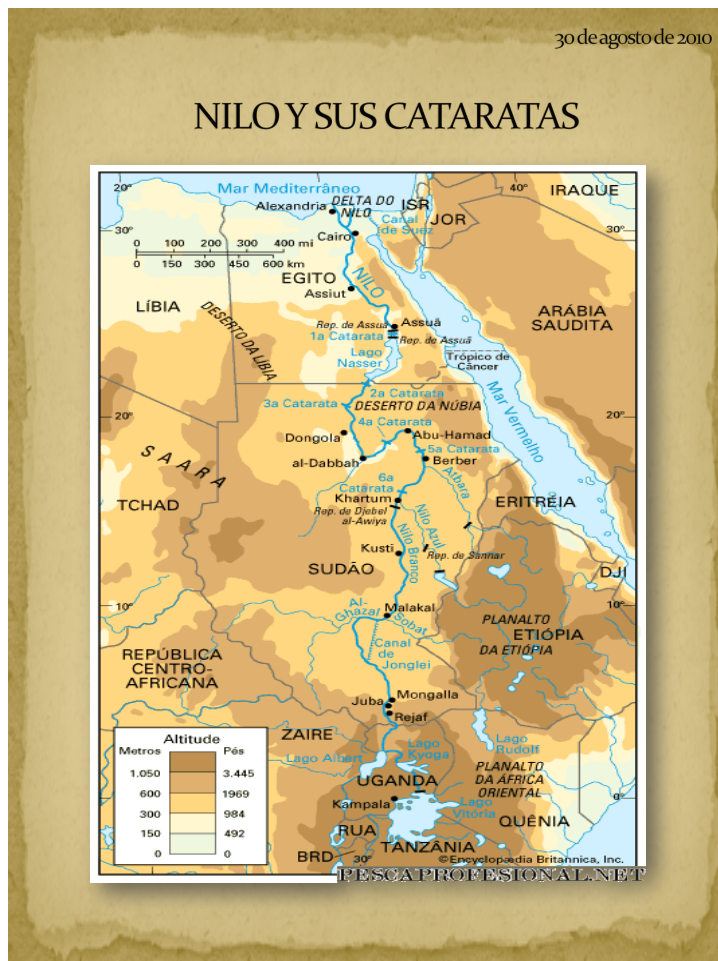 30 de agosto de 2010
NILO Y SUS CATARATAS
20°
40°
IRAQUE
Mar Mediterrâneo
Alexandria
DELTA DO
NILO
ISR
JOR
Canal
de Suez
30°
30°
Cairo
0 100 200 300 400 mi
0 150 300 450 600 km
EGITO
NILO
Assiut
LÍBIA
DESERTO DA LÍBIA
ARÁBIA
SAUDITA
Rep. de Assuã
Assuã
1a Catarata
Rep. de Assuã
Lago
Nasser
Trópico de
Câncer
2a Catarata
3a Catarata
DESERTO DA NÚBIA
Mar Vermelho
20°
20°
4a Catarata
Dongola
Abu-Hamad
5a Catarata
al-Dabbah
Berber
SAARA
6a
Catarata
Atbara
Khartum
TCHAD
Rep. de Djebel
al-Awiya
Nilo Azul
ERITRÉIA
Nilo Branco
Kusti
Rep. de Sannar
SUDÃO
DJI
10°
10°
Al-
Ghazal
Malakal
Sobat
PLANALTO
ETIÓPIA
DA ETIÓPIA
Canal
de
Jonglei
REPÚBLICA
CENTRO-
AFRICANA
Mongalla
Juba
Rejaf
ZAIRE
Lago
Kyoga
Lago
Rudolf
Lago Albert
PLANALTO
DA ÁFRICA
ORIENTAL
UGANDA
0°
Kampala
Lago
Vitória
QUÊNIA
RUA
TANZÂNIA
BRD
30°
Altitude
Metros Pés
1.050 3.445
600 1969
300 984
150 492
0 0
©Encyclopædia Britannica, Inc.
PESCAPROFESIONAL.NET